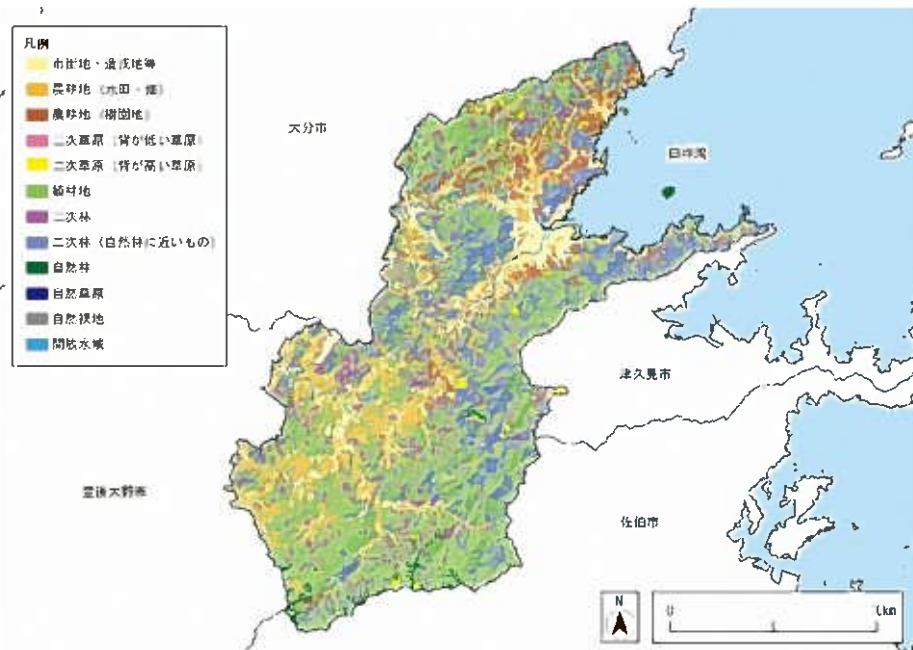 凡例
市街地・造成地等
農耕地（水田・畑）
農耕地（樹園地）
二次草原（背が低い草原）
二次草原（背が高い草原）
植林地
二次林
二次林（自然林に近いもの）
自然林
自然草原
自然裸地
開放水域
大分市
臼杵湾
津久見市
豊後大野市
佐伯市
N
0